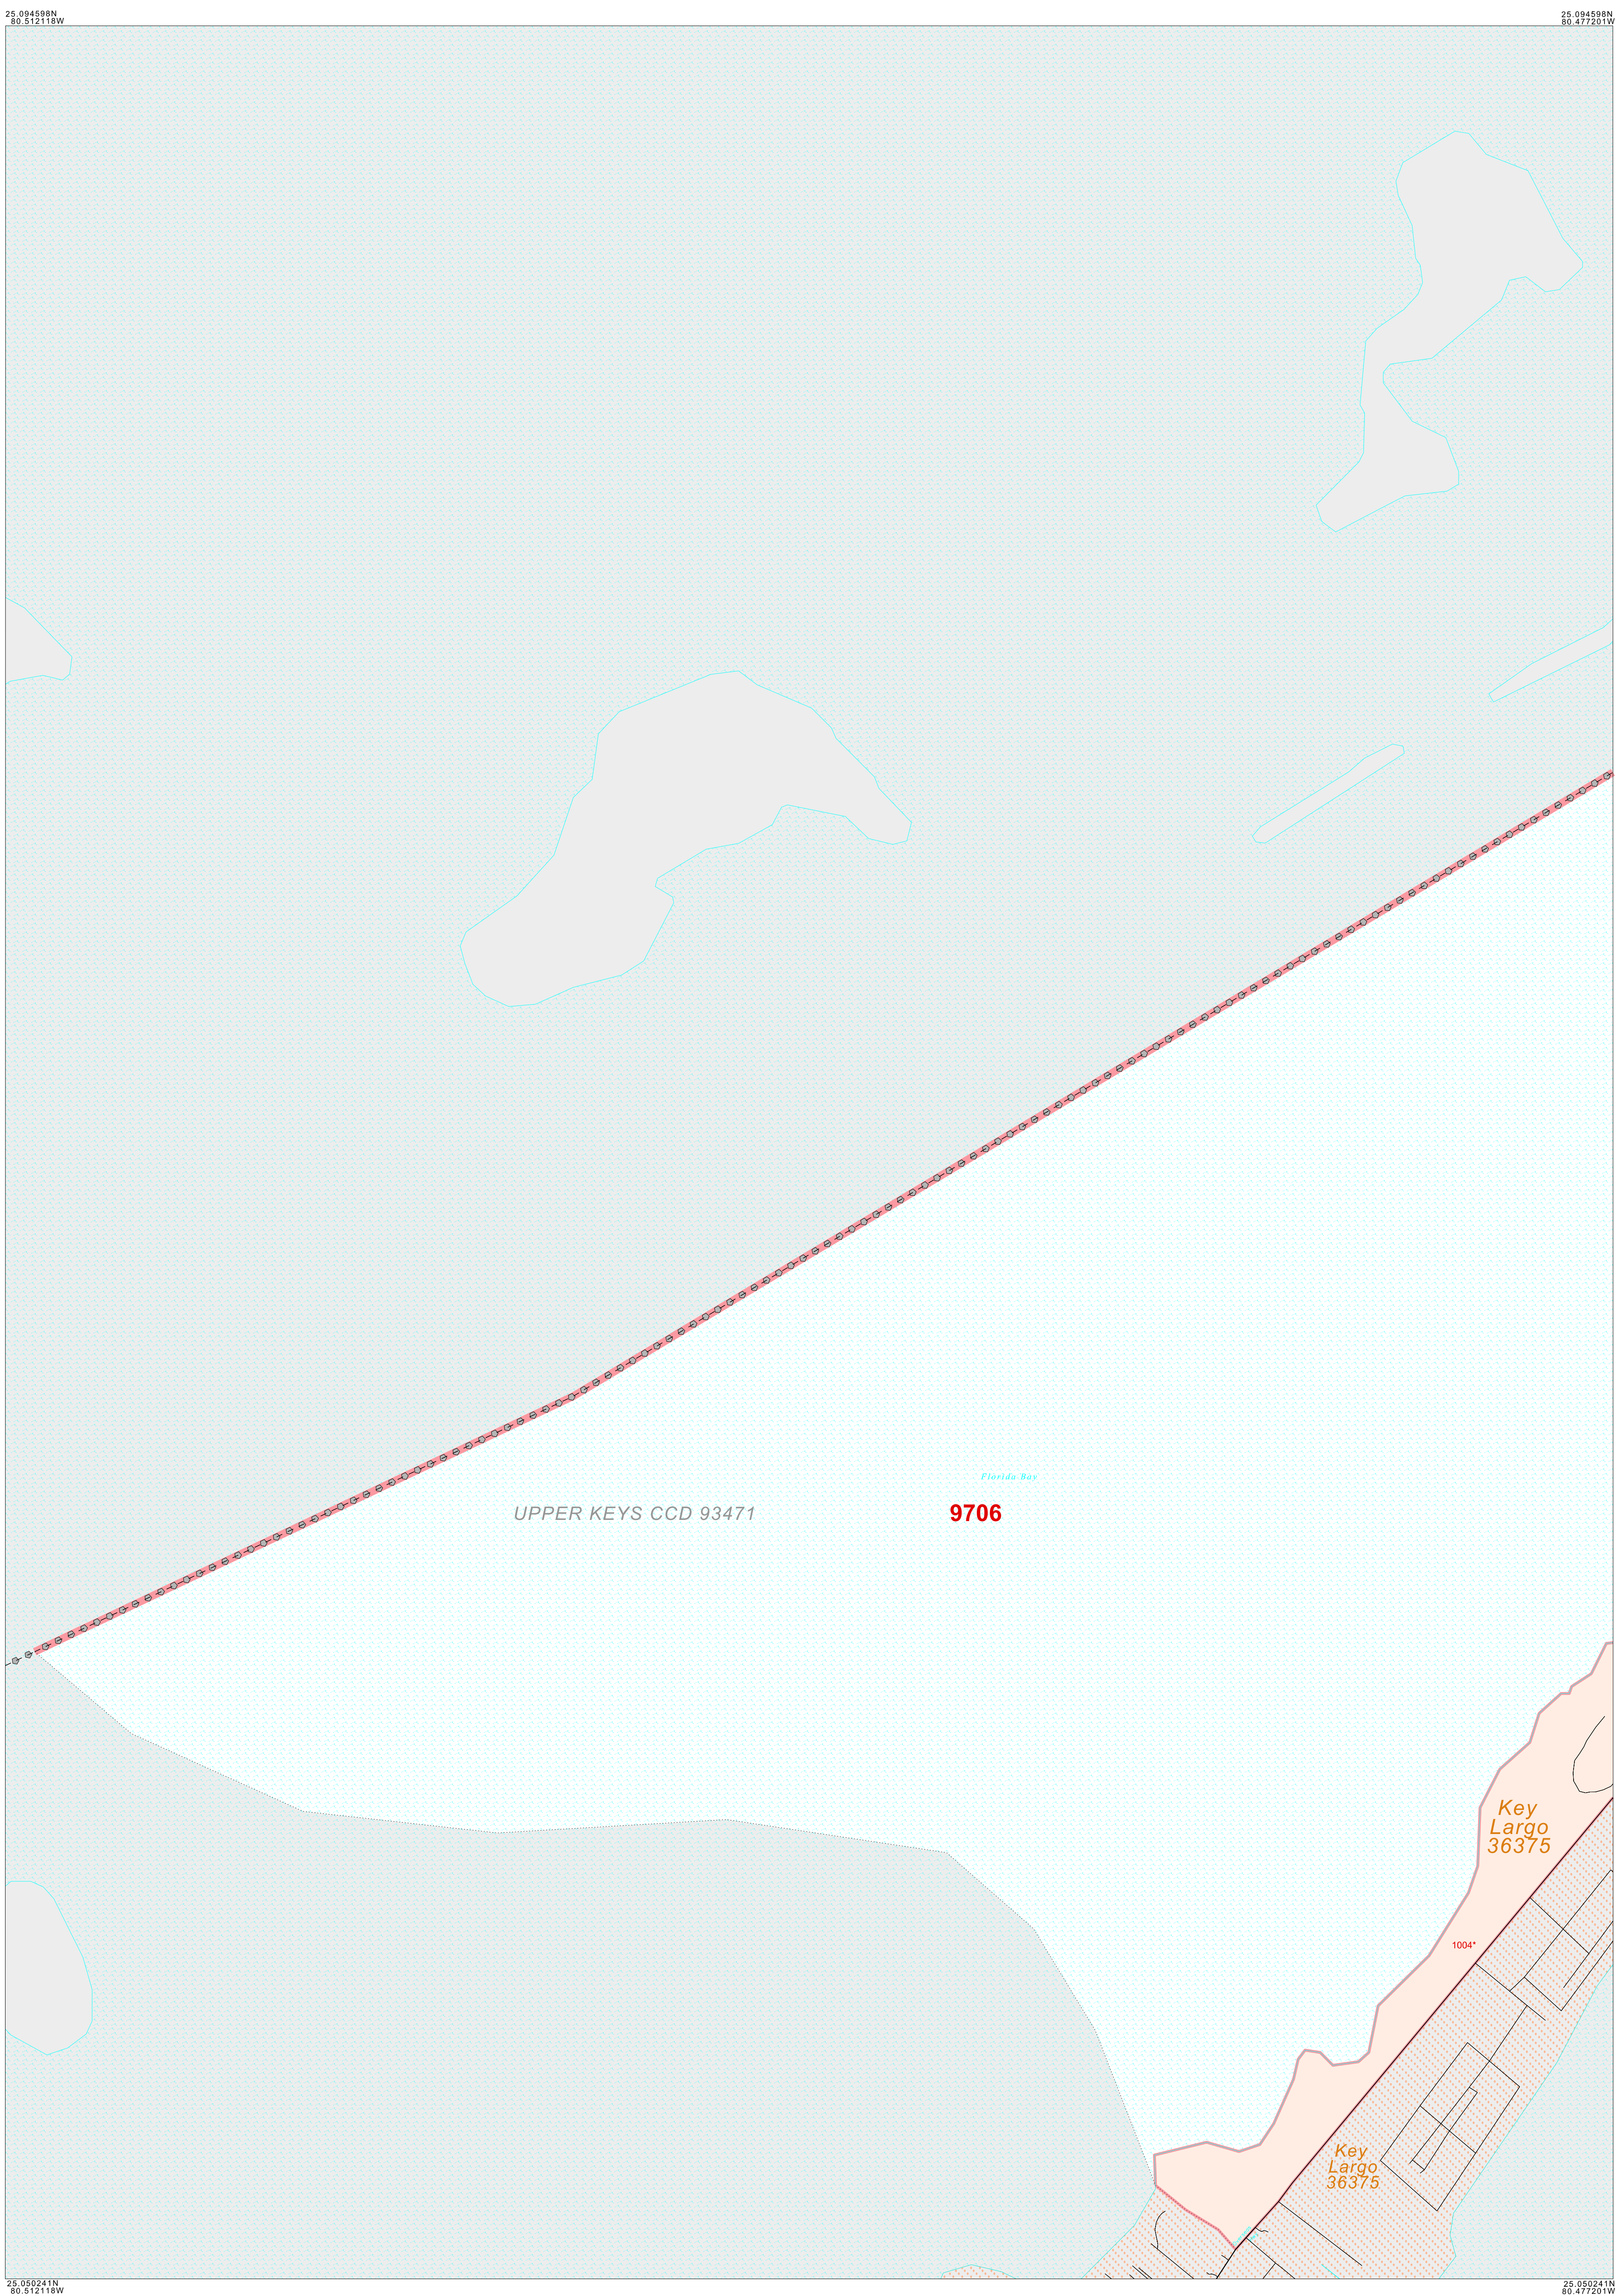 25.094598N
80.512118W
25.094598N
80.477201W
Florida Bay
UPPER KEYS CCD 93471
9706
Key
Largo
36375
1004*
Key
Largo
36375
25.050241N
80.512118W
25.050241N
80.477201W